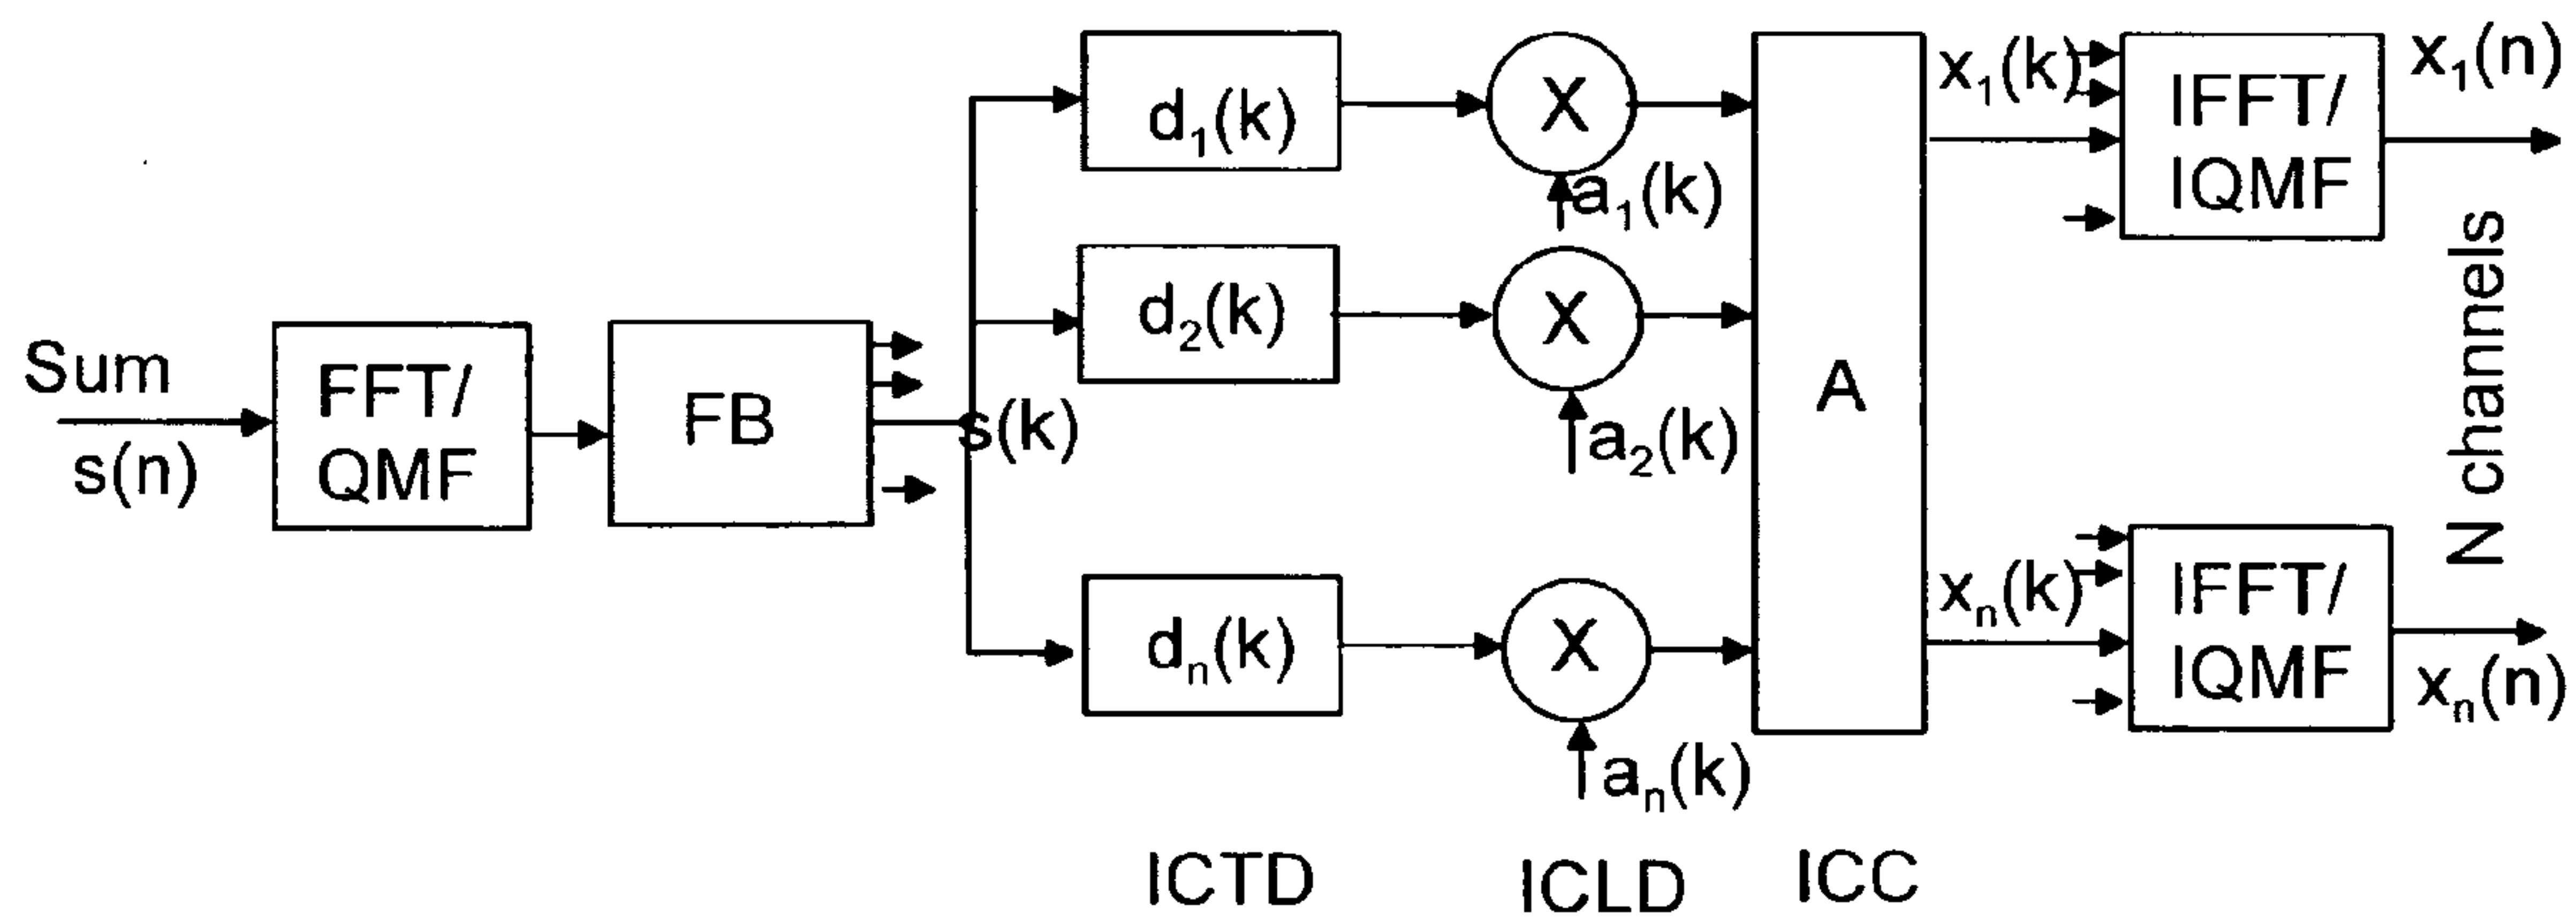 Sum
s(n)
FFT/
QMF
FB
s(k)
d₁(k)
d₂(k)
dₙ(k)
X
a₁(k)
X
a₂(k)
X
aₙ(k)
A
x₁(k)
xₙ(k)
IFFT/
IQMF
IFFT/
IQMF
x₁(n)
xₙ(n)
N channels
ICTD
ICLD
ICC